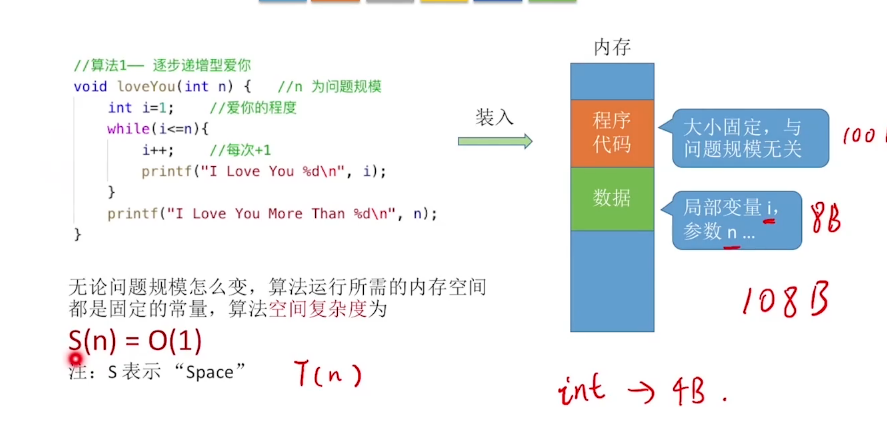 //算法1—— 逐步递增型爱你
void loveYou(int n) {   //n 为问题规模
    int i=1;    //爱你的程度
    while(i<=n){
        i++;    //每次+1
        printf("I Love You %d\n", i);
    }
    printf("I Love You More Than %d\n", n);
}
装入
内存
程序
代码
数据
大小固定，与
问题规模无关
100
局部变量 i,
参数 n ...
8B
108B
无论问题规模怎么变，算法运行所需的内存空间
都是固定的常量，算法空间复杂度为
S(n) = O(1)
注：S 表示 “Space”
T(n)
int → 4B .